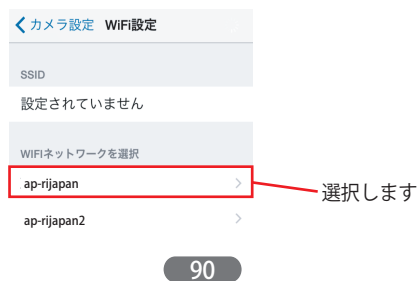 カメラ設定 WiFi設定
SSID
設定されていません
WIFIネットワークを選択
ap-rijapan
選択します
ap-rijapan2
90